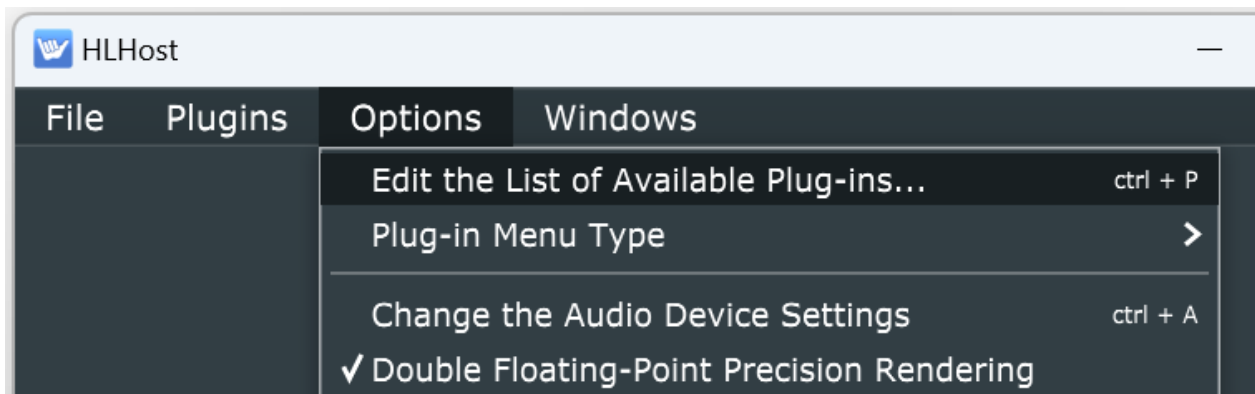 HLHost
File Plugins Options Windows
Edit the List of Available Plug-ins... ctrl + P
Plug-in Menu Type
Change the Audio Device Settings ctrl + A
Double Floating-Point Precision Rendering